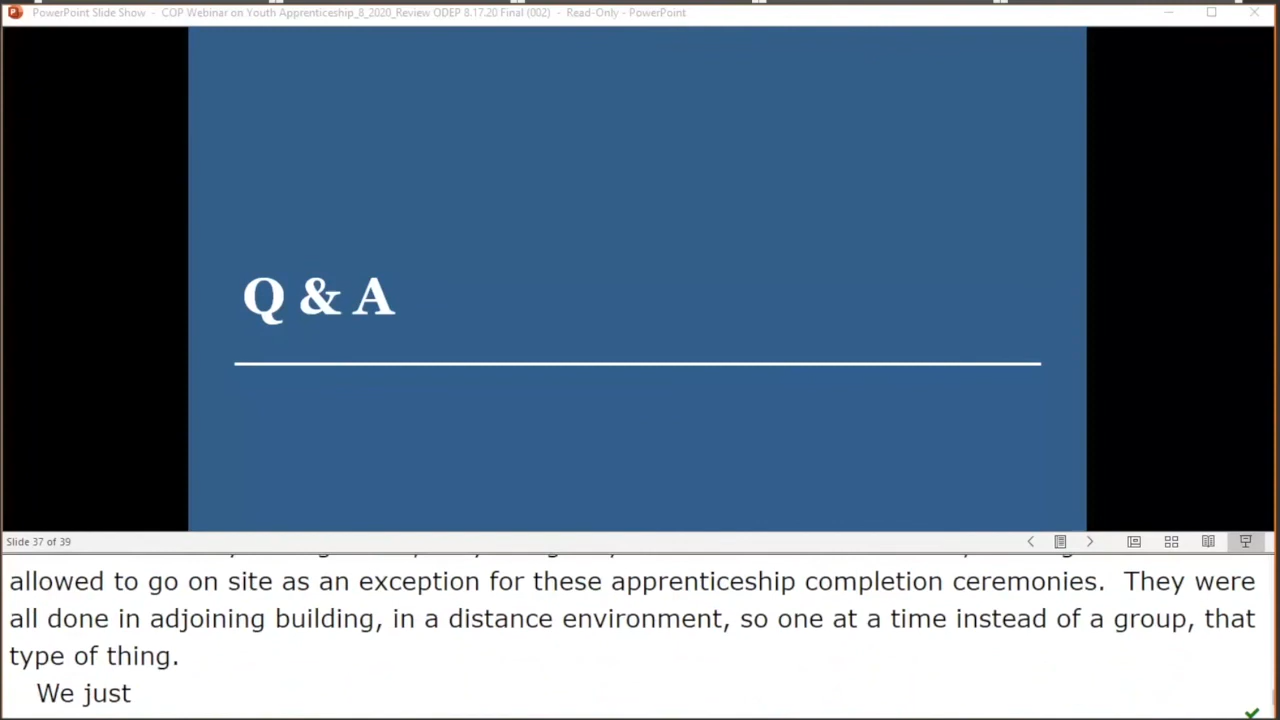 PowerPoint Slide Show - COP Webinar on Youth Apprenticeship_8_2020_Review ODEP 8.17.20 Final (002) - Read-Only - PowerPoint
Q & A
Slide 37 of 39
allowed to go on site as an exception for these apprenticeship completion ceremonies. They were
all done in adjoining building, in a distance environment, so one at a time instead of a group, that
type of thing.
We just